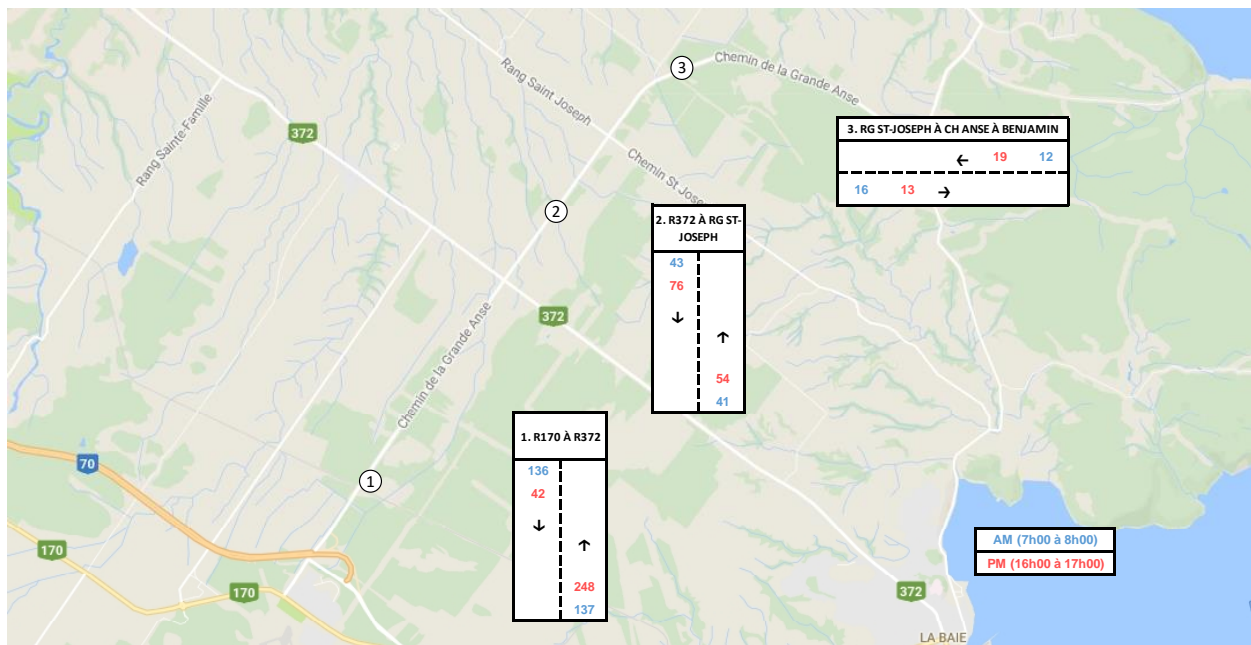 3
Chemin de la Grande Anse
Rang Saint Joseph
Rang Sainte-Famille
372
3. RG ST-JOSEPH À CH ANSE À BENJAMIN
← 19 12
16 13 →
Chemin St Jos
2
2. R372 À RG ST-
JOSEPH
43
76
↓
↑
54
41
372
Chemin de la Grande Anse
1. R170 À R372
136
42
↓
↑
248
137
70
1
170
170
AM (7h00 à 8h00)
PM (16h00 à 17h00)
372
LA BAIE